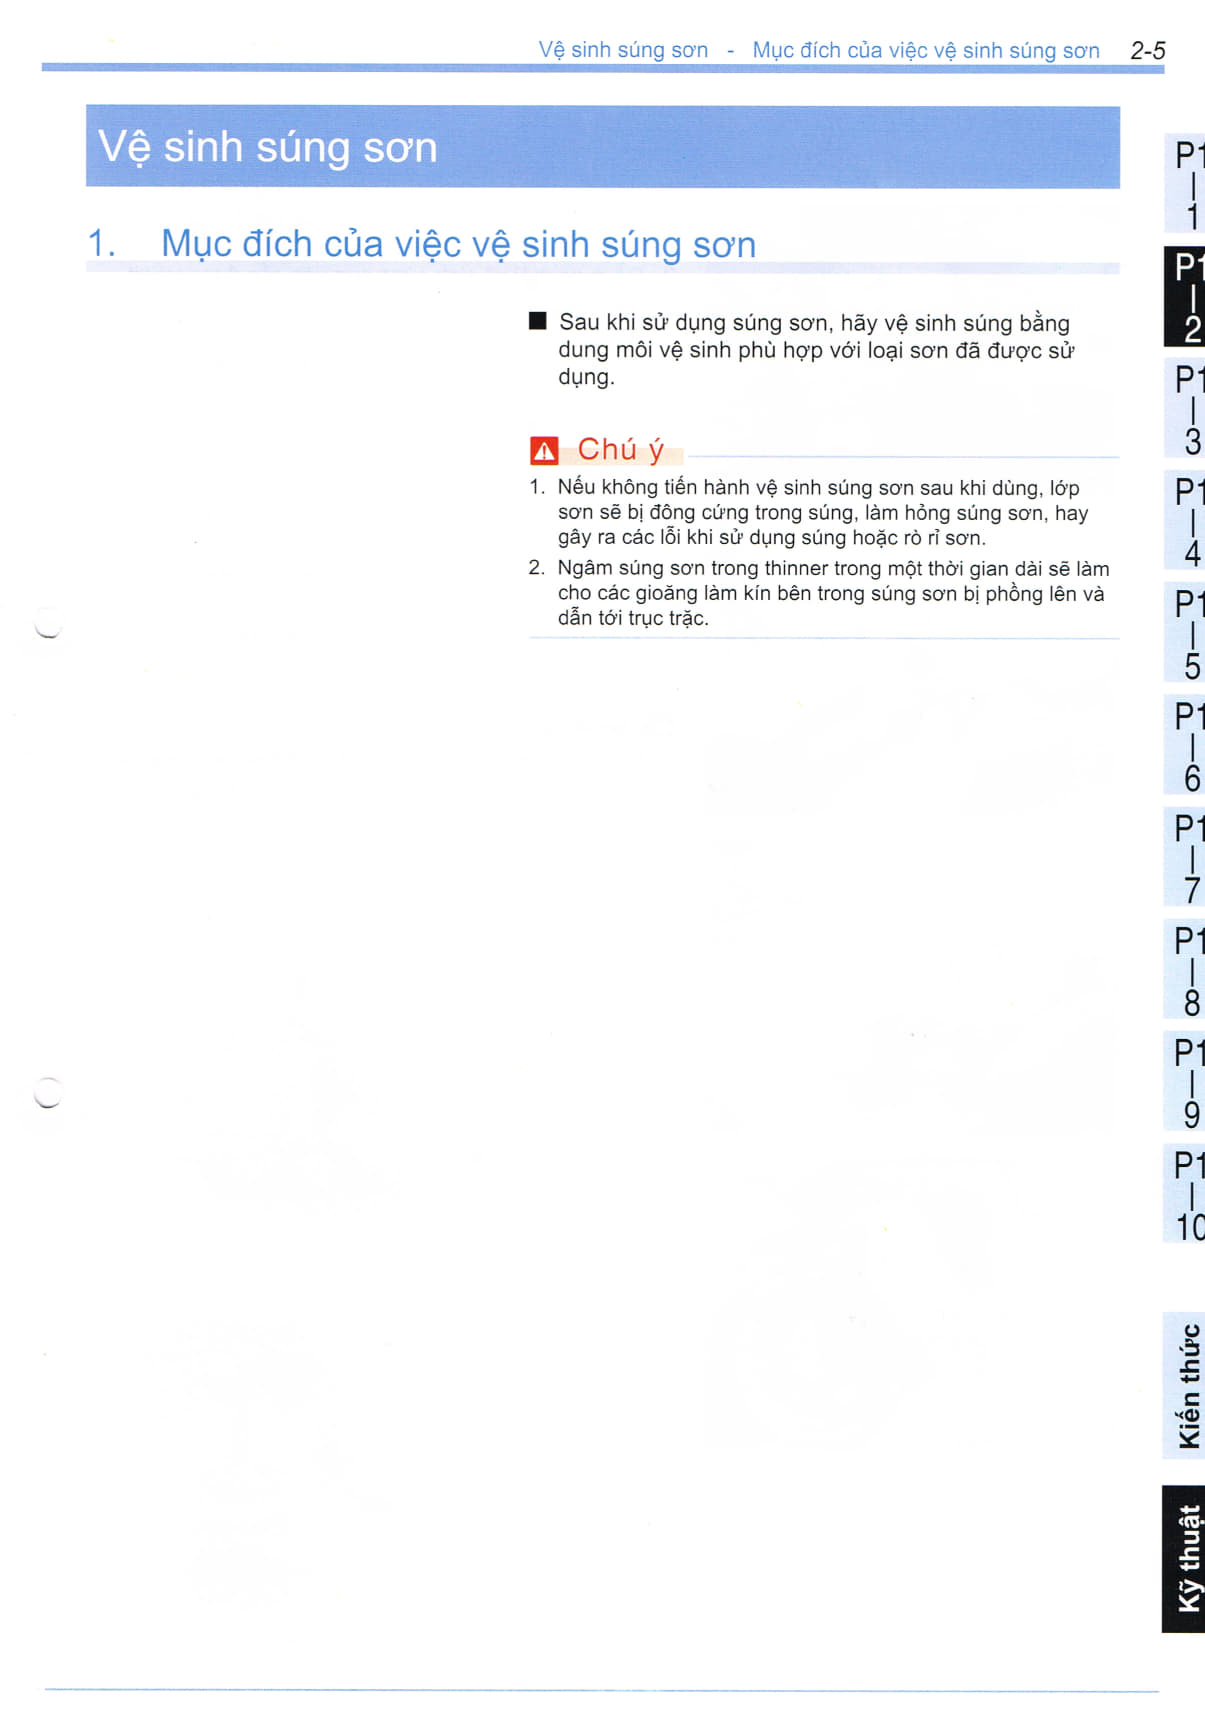 Vệ sinh súng sơn - Mục đích của việc vệ sinh súng sơn 2-5
Vệ sinh súng sơn
1. Mục đích của việc vệ sinh súng sơn
■ Sau khi sử dụng súng sơn, hãy vệ sinh súng bằng
dung môi vệ sinh phù hợp với loại sơn đã được sử
dụng.
Chú ý
1. Nếu không tiến hành vệ sinh súng sơn sau khi dùng, lớp
sơn sẽ bị đông cứng trong súng, làm hỏng súng sơn, hay
gây ra các lỗi khi sử dụng súng hoặc rò rỉ sơn.
2. Ngâm súng sơn trong thinner trong một thời gian dài sẽ làm
cho các gioăng làm kín bên trong súng sơn bị phồng lên và
dẫn tới trục trặc.
P1
|
1
P1
|
2
P1
|
3
P1
|
4
P1
|
5
P1
|
6
P1
|
7
P1
|
8
P1
|
9
P1
|
10
Kiến thức
Kỹ thuật